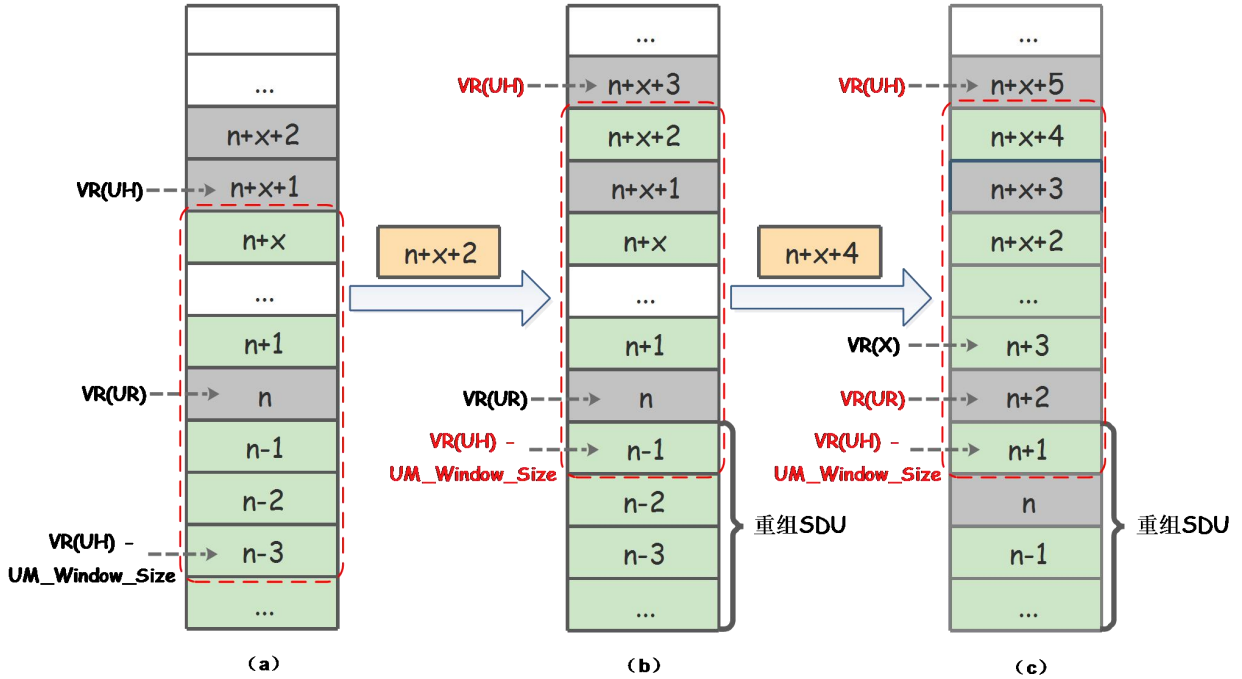 ...
n+x+2
VR(UH)
n+x+1
n+x
...
n+1
VR(UR)
n
n-1
n-2
VR(UH) -
UM_Window_Size
n-3
...
(a)
n+x+2
...
VR(UH)
n+x+3
n+x+2
n+x+1
n+x
...
n+1
VR(UR)
n
VR(UH) -
UM_Window_Size
n-1
n-2
n-3
...
重组SDU
(b)
n+x+4
...
VR(UH)
n+x+5
n+x+4
n+x+3
n+x+2
...
VR(X)
n+3
VR(UR)
n+2
VR(UH) -
UM_Window_Size
n+1
n
n-1
...
重组SDU
(c)